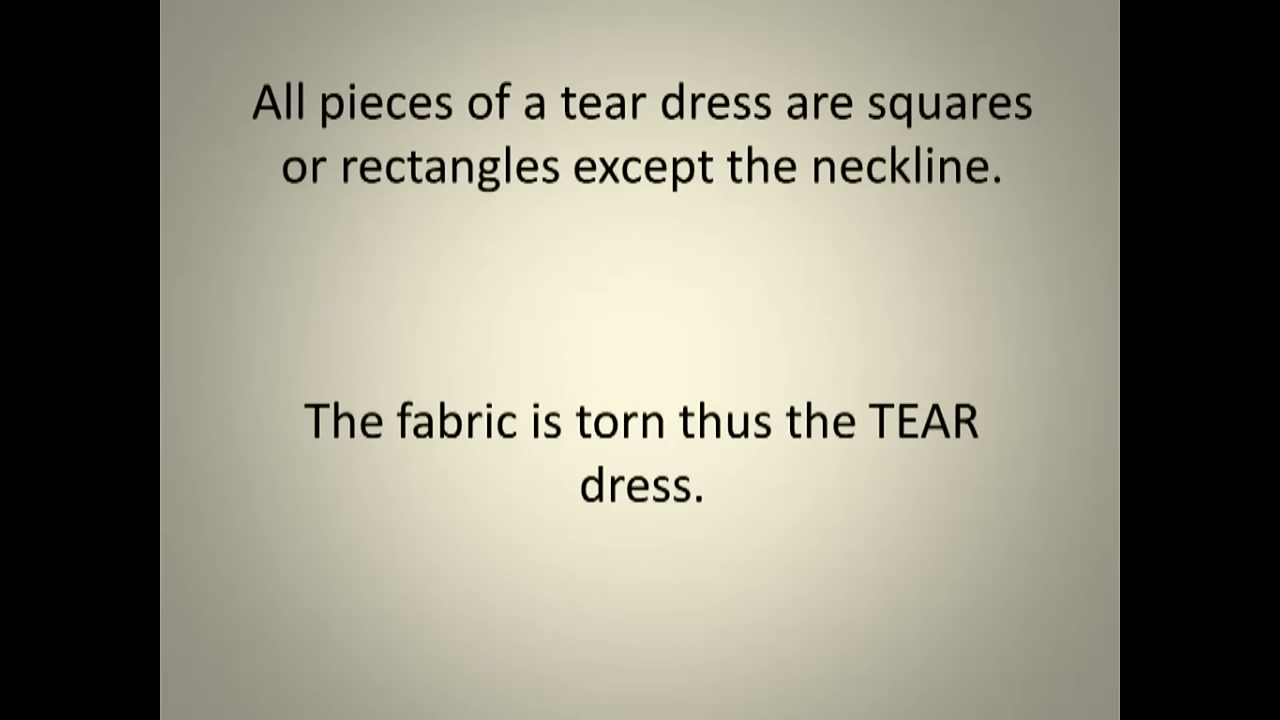 All pieces of a tear dress are squares
or rectangles except the neckline.
The fabric is torn thus the TEAR
dress.